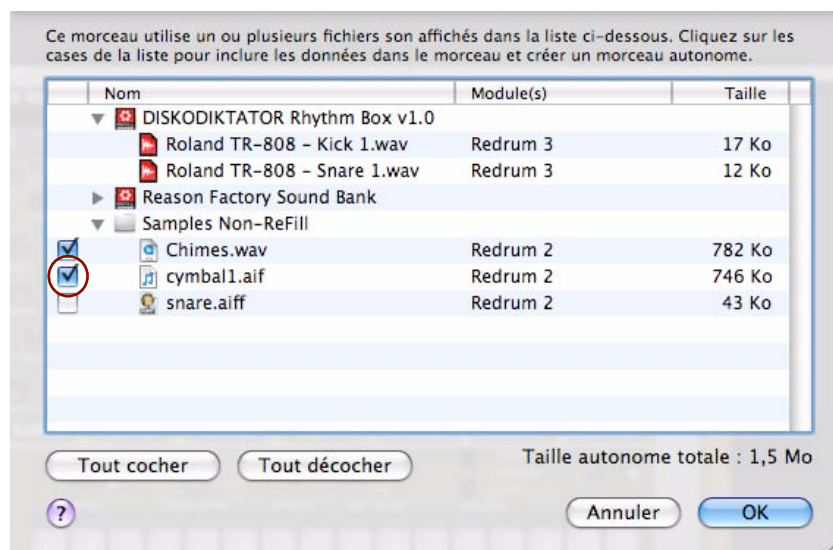 Ce morceau utilise un ou plusieurs fichiers son affichés dans la liste ci-dessous. Cliquez sur les
cases de la liste pour inclure les données dans le morceau et créer un morceau autonome.
Nom Module(s) Taille
DISKODIKTATOR Rhythm Box v1.0
Roland TR-808 - Kick 1.wav Redrum 3 17 Ko
Roland TR-808 - Snare 1.wav Redrum 3 12 Ko
Reason Factory Sound Bank
Samples Non-ReFill
Chimes.wav Redrum 2 782 Ko
cymbal1.aif Redrum 2 746 Ko
snare.aiff Redrum 2 43 Ko
Tout cocher Tout décocher Taille autonome totale : 1,5 Mo
? Annuler OK